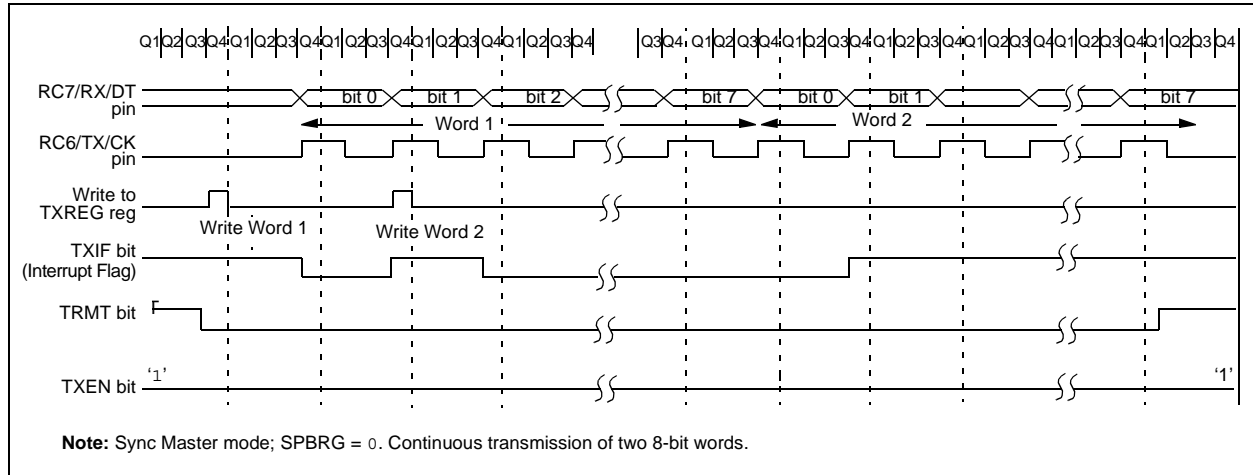 Q1 Q2 Q3 Q4 Q1 Q2 Q3 Q4 Q1 Q2 Q3 Q4 Q1 Q2 Q3 Q4 Q1 Q2 Q3 Q4 Q3 Q4 Q1 Q2 Q3 Q4 Q1 Q2 Q3 Q4 Q1 Q2 Q3 Q4 Q1 Q2 Q3 Q4 Q1 Q2 Q3 Q4 Q1 Q2 Q3 Q4
RC7/RX/DT
pin
bit 0 bit 1 bit 2 bit 7 bit 0 bit 1 bit 7
Word 1 Word 2
RC6/TX/CK
pin
Write to
TXREG reg
Write Word 1 Write Word 2
TXIF bit
(Interrupt Flag)
TRMT bit
TXEN bit ‘1’ ‘1’
Note: Sync Master mode; SPBRG = 0. Continuous transmission of two 8-bit words.